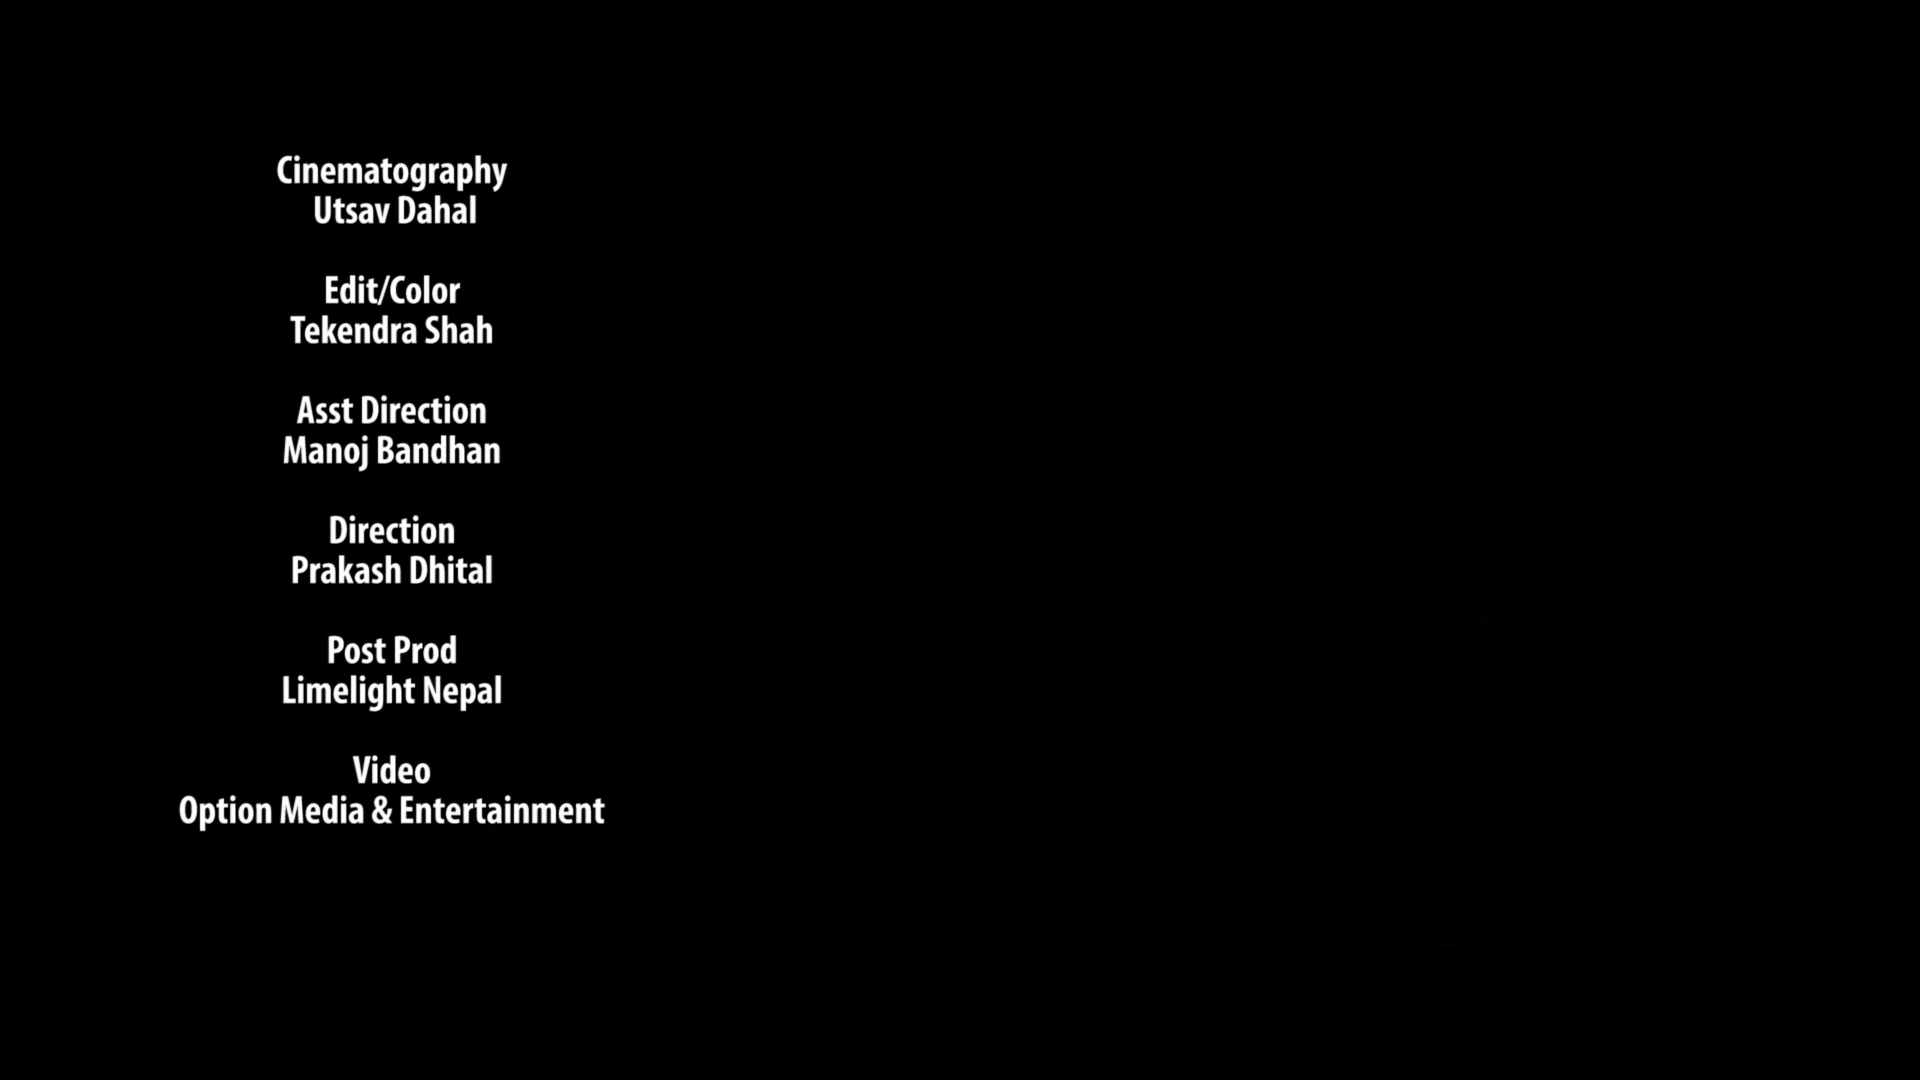 Cinematography
Utsav Dahal
Edit/Color
Tekendra Shah
Asst Direction
Manoj Bandhan
Direction
Prakash Dhital
Post Prod
Limelight Nepal
Video
Option Media & Entertainment